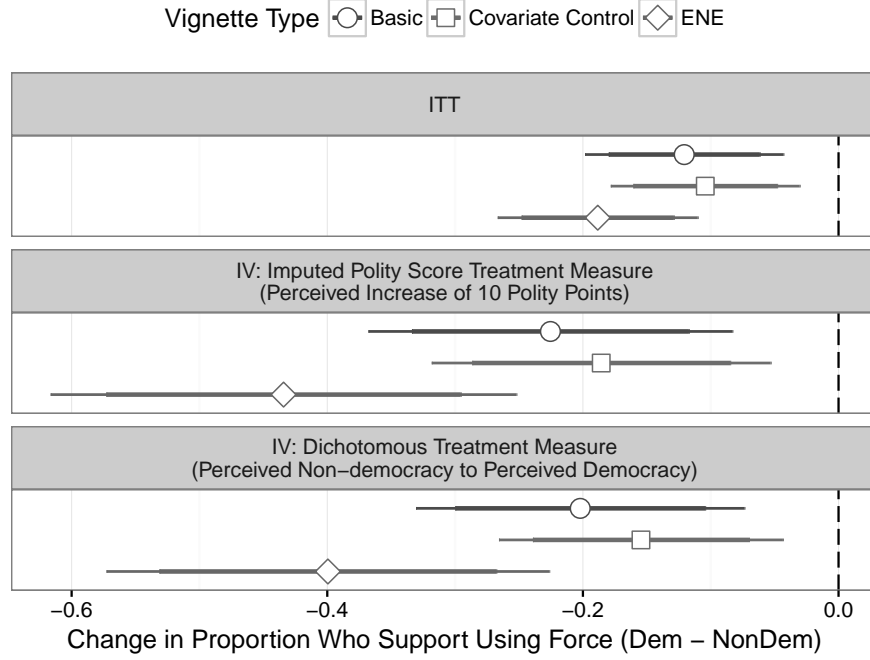 Vignette Type Basic Covariate Control ENE
ITT
IV: Imputed Polity Score Treatment Measure
(Perceived Increase of 10 Polity Points)
IV: Dichotomous Treatment Measure
(Perceived Non−democracy to Perceived Democracy)
−0.6 −0.4 −0.2 0.0
Change in Proportion Who Support Using Force (Dem − NonDem)